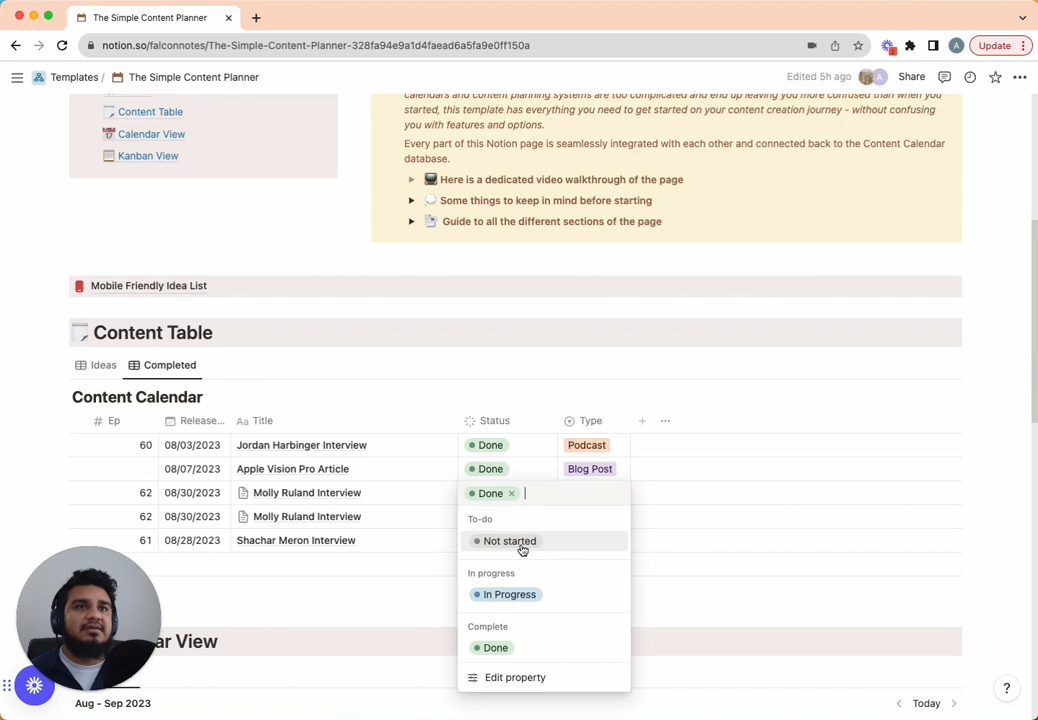 The Simple Content Planner
notion.so/falconnotes/The-Simple-Content-Planner-328fa94e9a1d4faead6a5fa9e0ff150a
A
Update
Templates / The Simple Content Planner
Edited 5h ago
A
Share
Content Table
Calendar View
Kanban View
calendars and content planning systems are too complicated and end up leaving you more confused than when you
started, this template has everything you need to get started on your content creation journey - without confusing
you with features and options.
Every part of this Notion page is seamlessly integrated with each other and connected back to the Content Calendar
database.
Here is a dedicated video walkthrough of the page
Some things to keep in mind before starting
Guide to all the different sections of the page
Mobile Friendly Idea List
Content Table
Ideas Completed
Content Calendar
# Ep Release... Aa Title Status Type + ...
60 08/03/2023 Jordan Harbinger Interview Done Podcast
08/07/2023 Apple Vision Pro Article Done Blog Post
62 08/30/2023 Molly Ruland Interview Done ×
62 08/30/2023 Molly Ruland Interview
61 08/28/2023 Shachar Meron Interview
To-do
Not started
In progress
In Progress
Complete
Done
Edit property
ar View
Aug - Sep 2023
Today
?